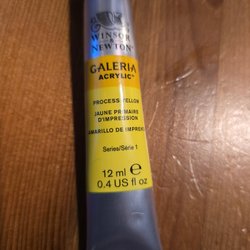 WINSOR
&
NEWTON
GALERIA
ACRYLIC
PROCESS YELLOW
JAUNE PRIMAIRE
D'IMPRESSION
AMARILLO DE IMPRENTA
Series/Série 1
12 ml e
0.4 US fl oz